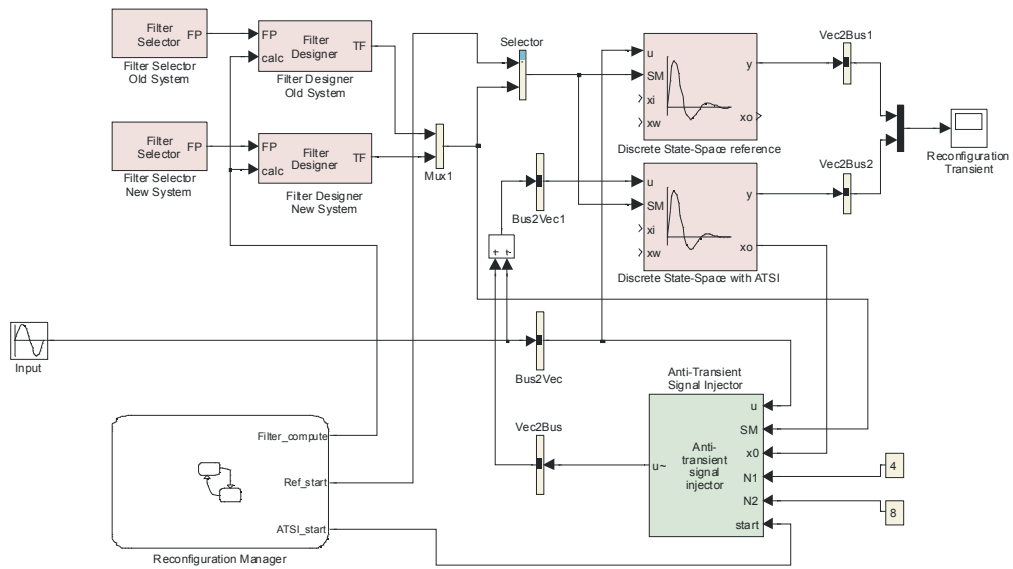 Filter
Selector
FP
Filter Selector
Old System
FP
calc
Filter
Designer
TF
Filter Designer
Old System
Filter
Selector
FP
Filter Selector
New System
FP
calc
Filter
Designer
TF
Filter Designer
New System
Mux1
Selector
u
SM
xi
xw
y
xo
Discrete State-Space reference
Vec2Bus1
Reconfiguration
Transient
Bus2Vec1
u
SM
xi
xw
y
xo
Discrete State-Space with ATSI
Vec2Bus2
Input
Bus2Vec
Vec2Bus
Anti-Transient
Signal Injector
u~
Anti-
transient
signal
injector
u
SM
x0
N1
N2
start
4
8
Filter_compute
Ref_start
ATSI_start
Reconfiguration Manager